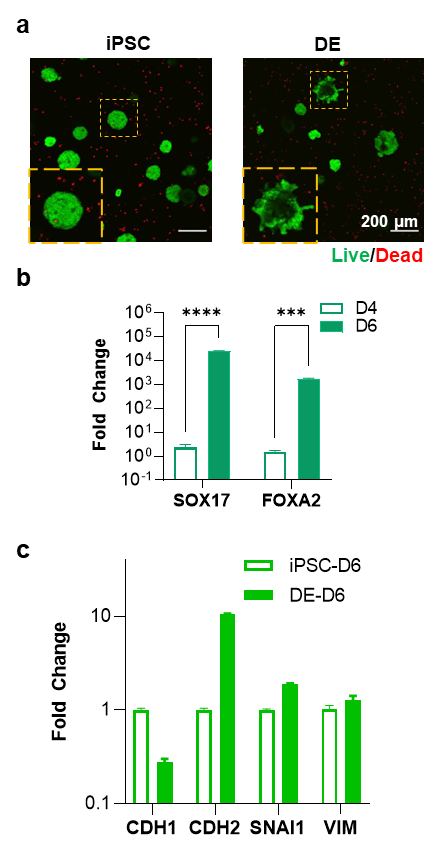 a
iPSC
DE
200 µm
Live/Dead
b
Fold Change
10⁶
10⁵
10⁴
10³
10²
10¹
10⁰
10⁻¹
****
***
D4
D6
SOX17
FOXA2
c
Fold Change
iPSC-D6
DE-D6
10
1
0.1
CDH1
CDH2
SNAI1
VIM